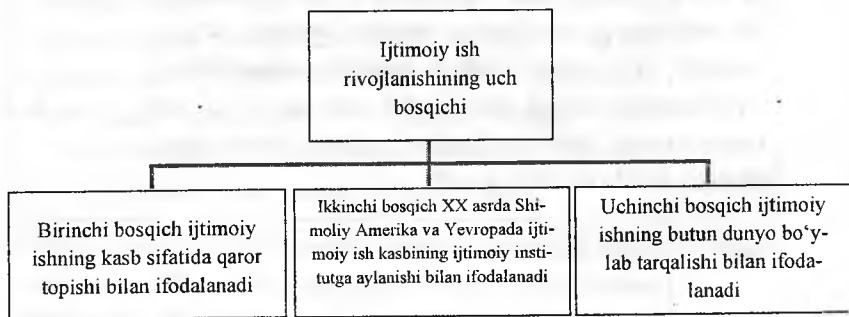 Ijtimoiy ish
rivojlanishining uch
bosqichi
Birinchi bosqich ijtimoiy
ishning kasb sifatida qaror
topishi bilan ifodalanadi
Ikkinchi bosqich XX asrda Shi-
moliy Amerika va Yevropada ijti-
moiy ish kasbining ijtimoiy insti-
tutga aylanishi bilan ifodalanadi
Uchinchi bosqich ijtimoiy
ishning butun dunyo bo‘y-
lab tarqalishi bilan ifoda-
lanadi